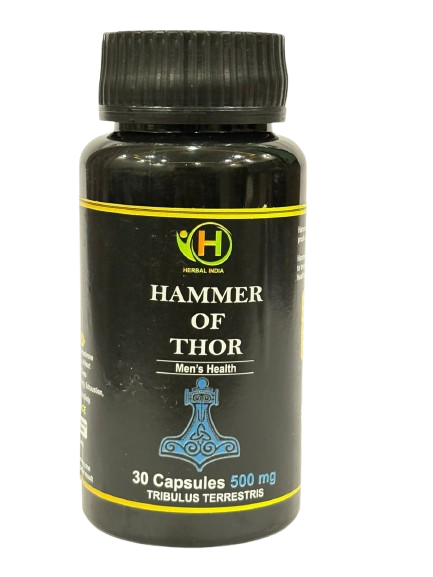 H
HERBAL INDIA
HAMMER
OF
THOR
Men's Health
30 Capsules 500 mg
TRIBULUS TERRESTRIS